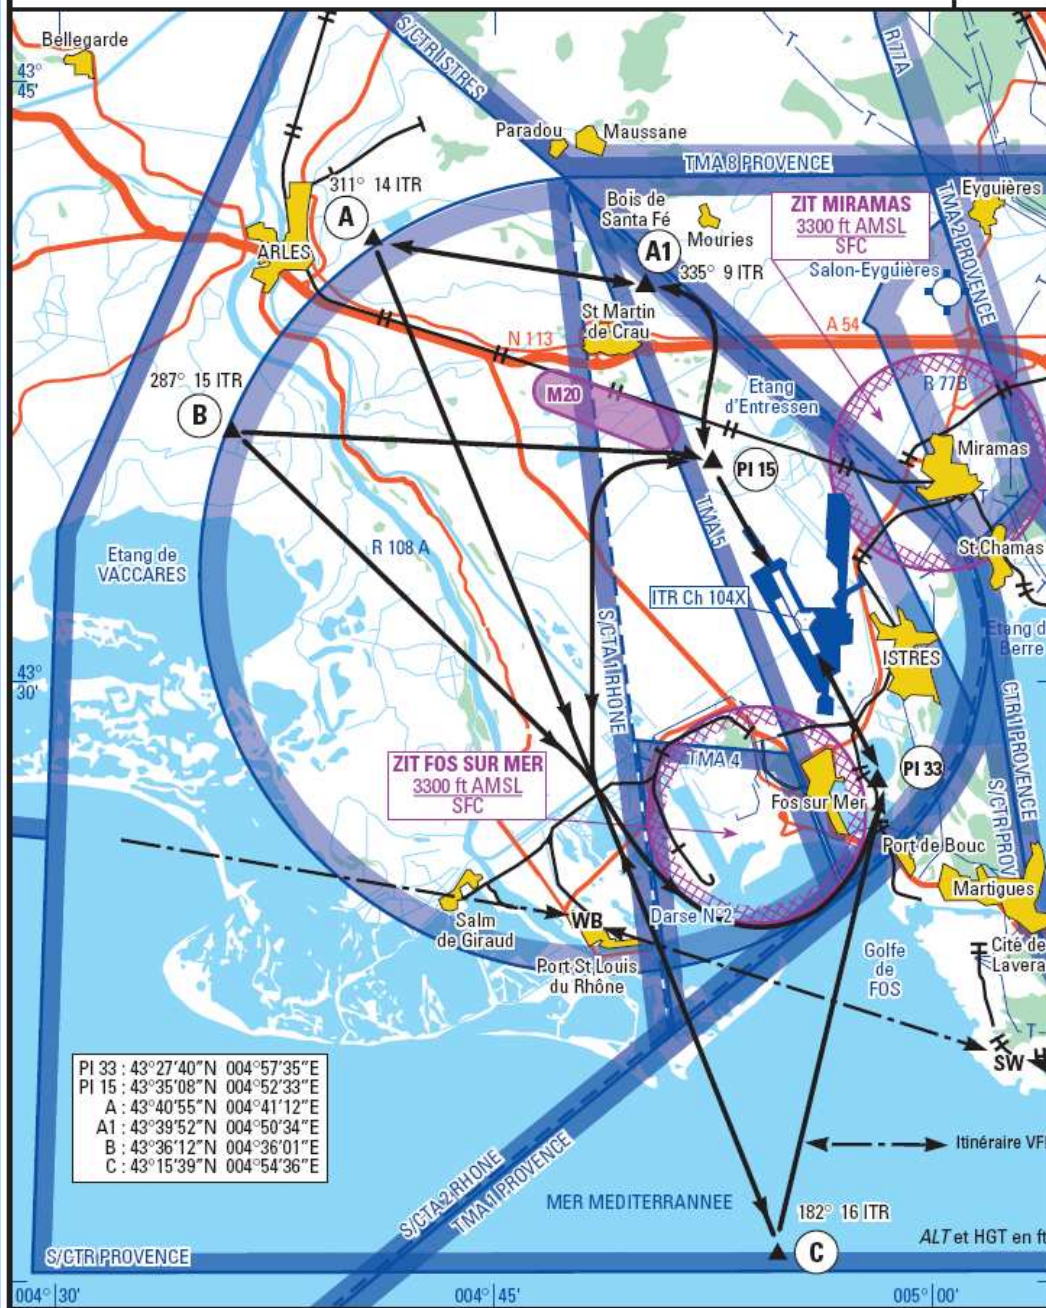 Bellegarde
43°
45'
S/CTR ISTRES
R77A
Paradou
Maussane
TMA 8 PROVENCE
311° 14 ITR
A
ARLES
Bois de
Santa Fé
A1
Mouries
335° 9 ITR
ZIT MIRAMAS
3300 ft AMSL
SFC
Eyguières
TMA 2 PROVENCE
Salon-Eyguières
St Martin
de Crau
N 113
A 54
287° 15 ITR
B
M20
Etang
d'Entressen
R 77B
Miramas
PI 15
TMA 5
Etang de
VACCARES
R 108 A
St Chamas
ITR Ch 104X
S/CTA 1 RHONE
ISTRES
Etang d
Berre
43°
30'
CTR1 PROVENCE
S/CTR PROV
ZIT FOS SUR MER
3300 ft AMSL
SFC
TMA 4
PI 33
Fos sur Mer
Port de Bouc
Martigues
Salm
de Giraud
WB
Darse N°2
Port St Louis
du Rhône
Golfe
de
FOS
Cité de
Lavera
SW
PI 33 : 43°27'40"N 004°57'35"E
PI 15 : 43°35'08"N 004°52'33"E
A : 43°40'55"N 004°41'12"E
A1 : 43°39'52"N 004°50'34"E
B : 43°36'12"N 004°36'01"E
C : 43°15'39"N 004°54'36"E
S/CTA 2 RHONE
TMA 1 PROVENCE
Itinéraire VF
MER MEDITERRANNEE
182° 16 ITR
C
ALT et HGT en ft
S/CTR PROVENCE
004° 30'
004° 45'
005° 00'